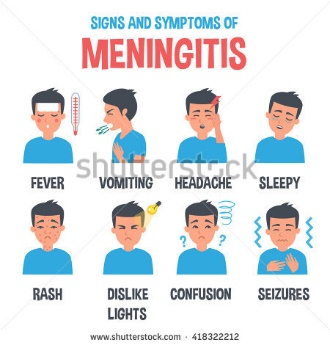 SIGNS AND SYMPTOMS OF
MENINGITIS
shutterstock
FEVER
VOMITING
HEADACHE
SLEEPY
RASH
DISLIKE
LIGHTS
CONFUSION
? ?
SEIZURES
www.shutterstock.com · 418322212